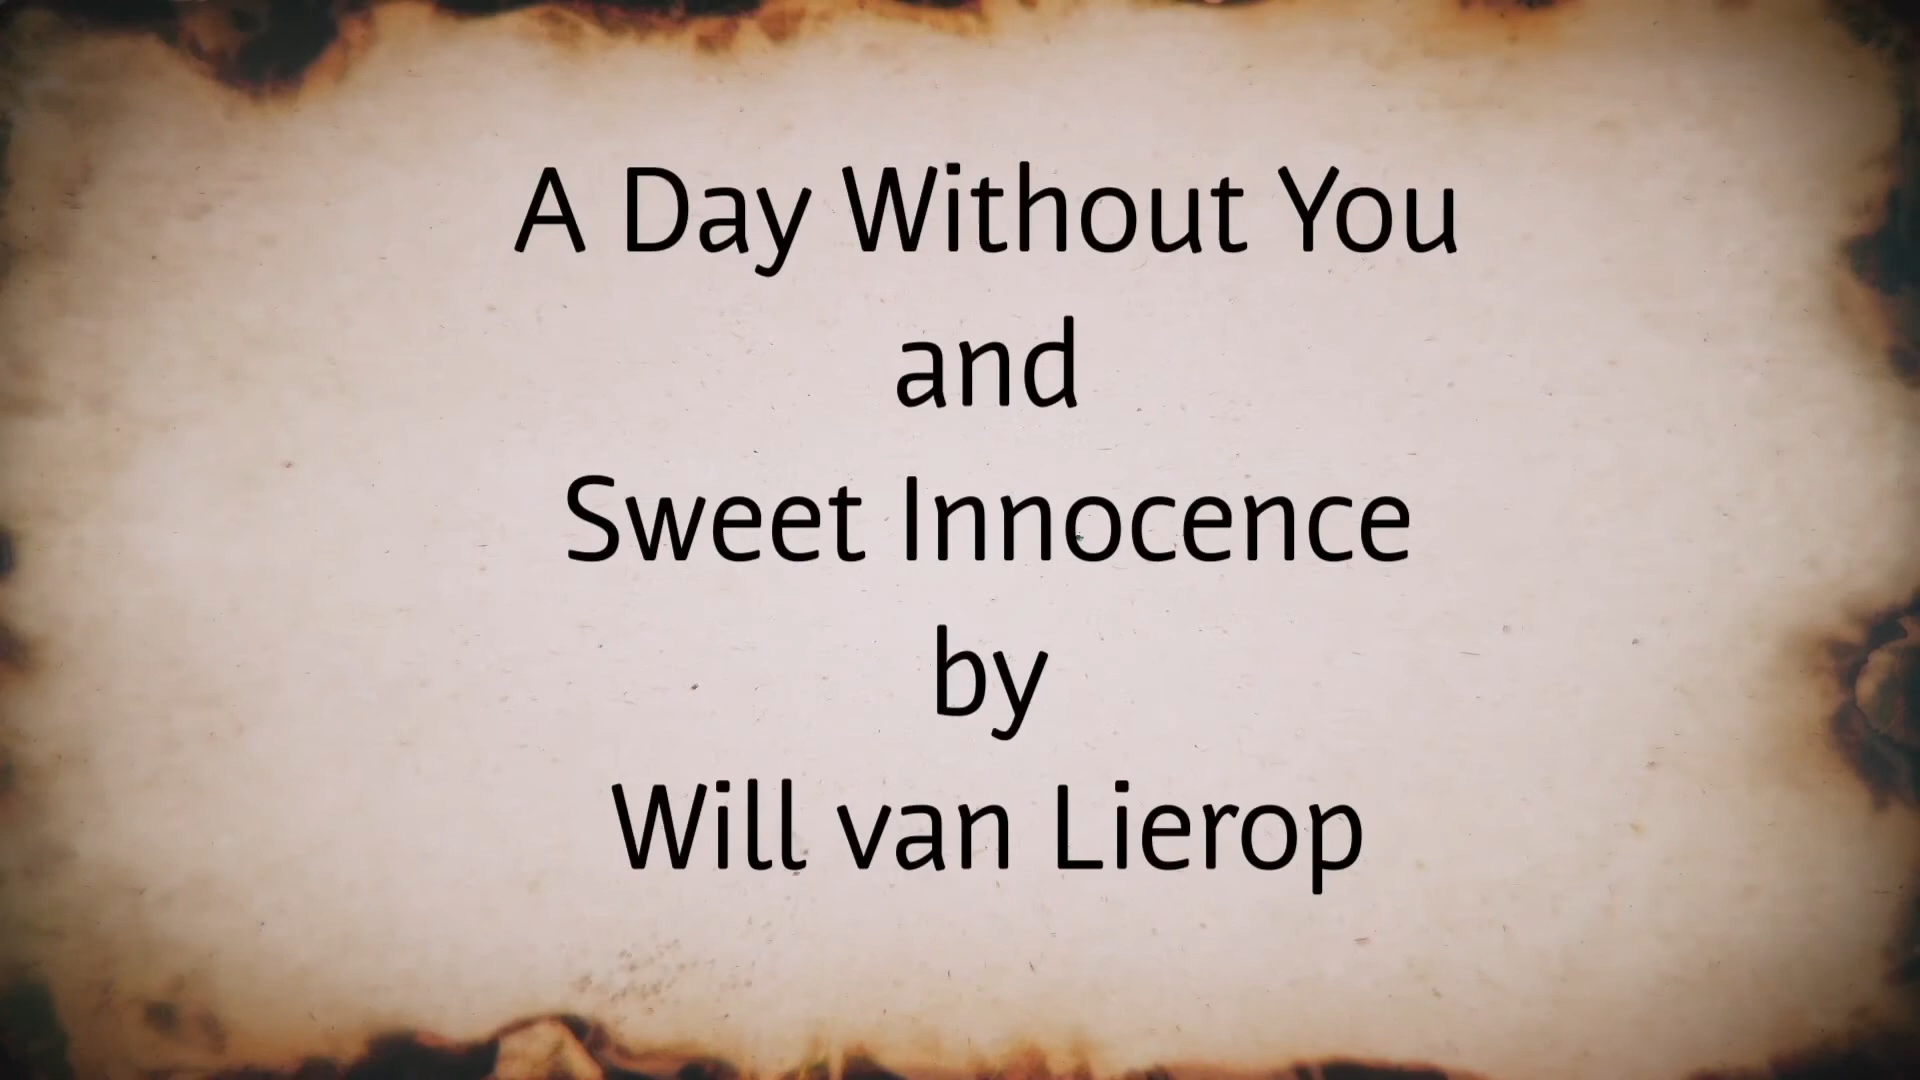 A Day Without You
and
Sweet Innocence
by
Will van Lierop